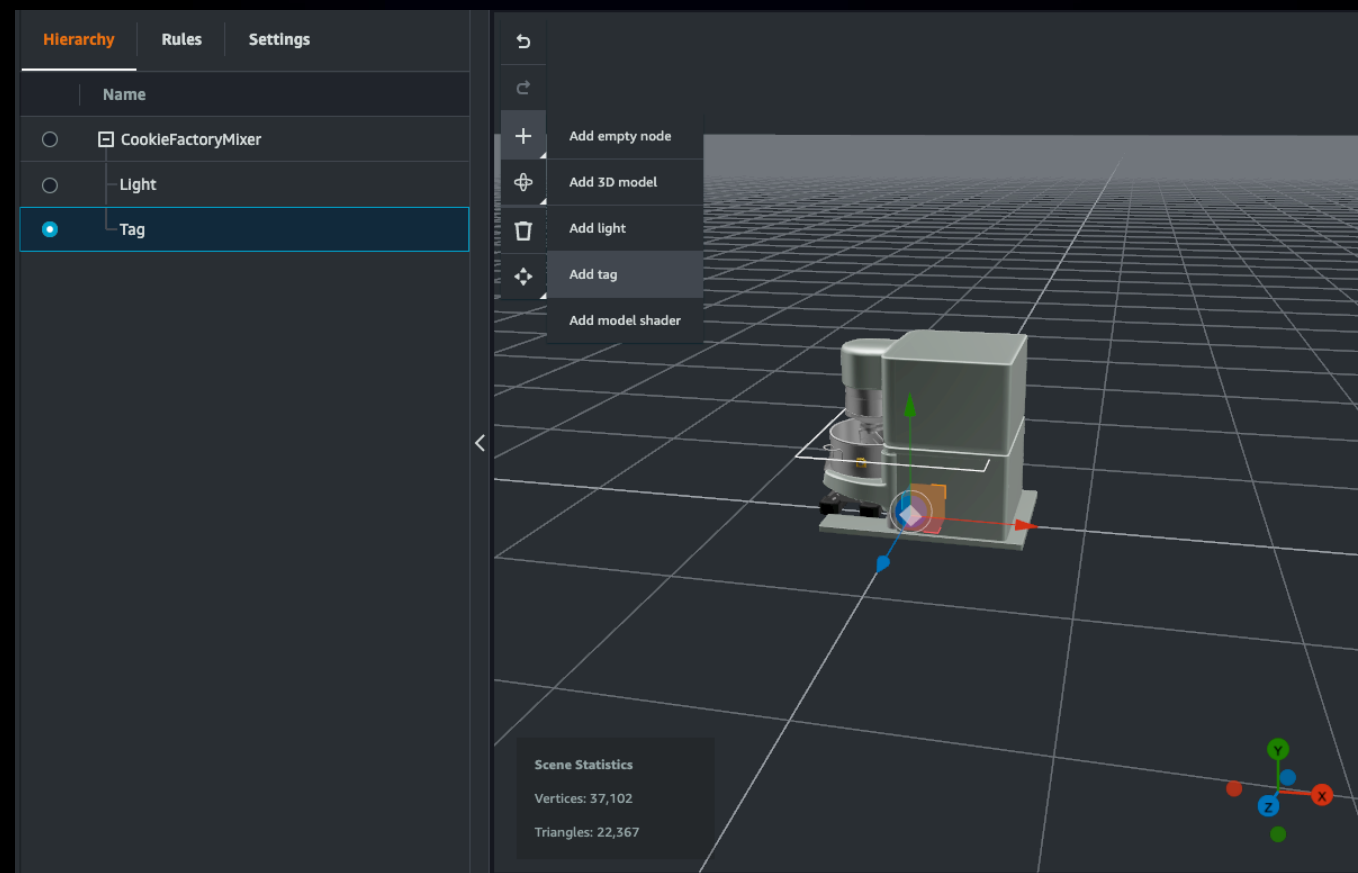 Hierarchy
Rules
Settings
Name
CookieFactoryMixer
Light
Tag
Add empty node
Add 3D model
Add light
Add tag
Add model shader
Scene Statistics
Vertices: 37,102
Triangles: 22,367
Y
X
Z